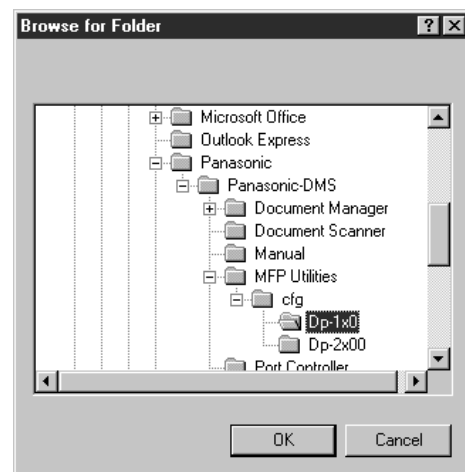 Browse for Folder
Microsoft Office
Outlook Express
Panasonic
Panasonic-DMS
Document Manager
Document Scanner
Manual
MFP Utilities
cfg
Dp-1x0
Dp-2x00
Port Controller
OK Cancel